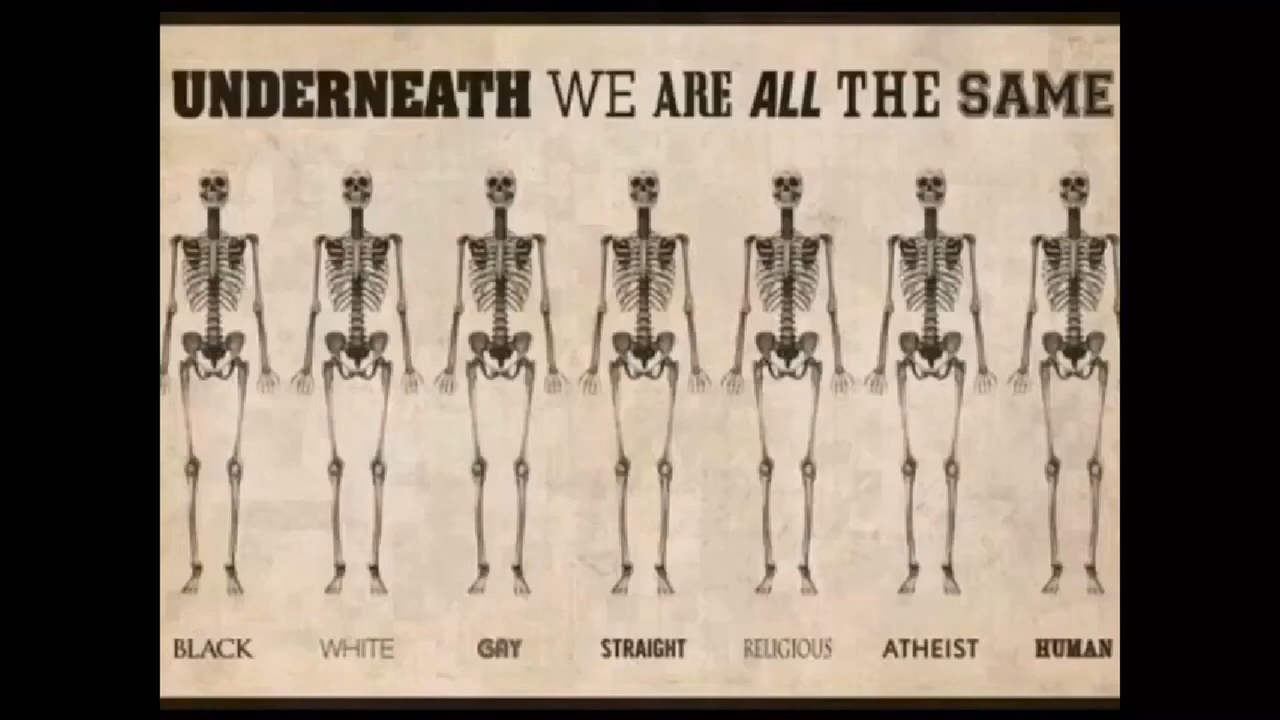 UNDERNEATH WE ARE ALL THE SAME
BLACK WHITE GAY STRAIGHT RELIGIOUS ATHEIST HUMAN